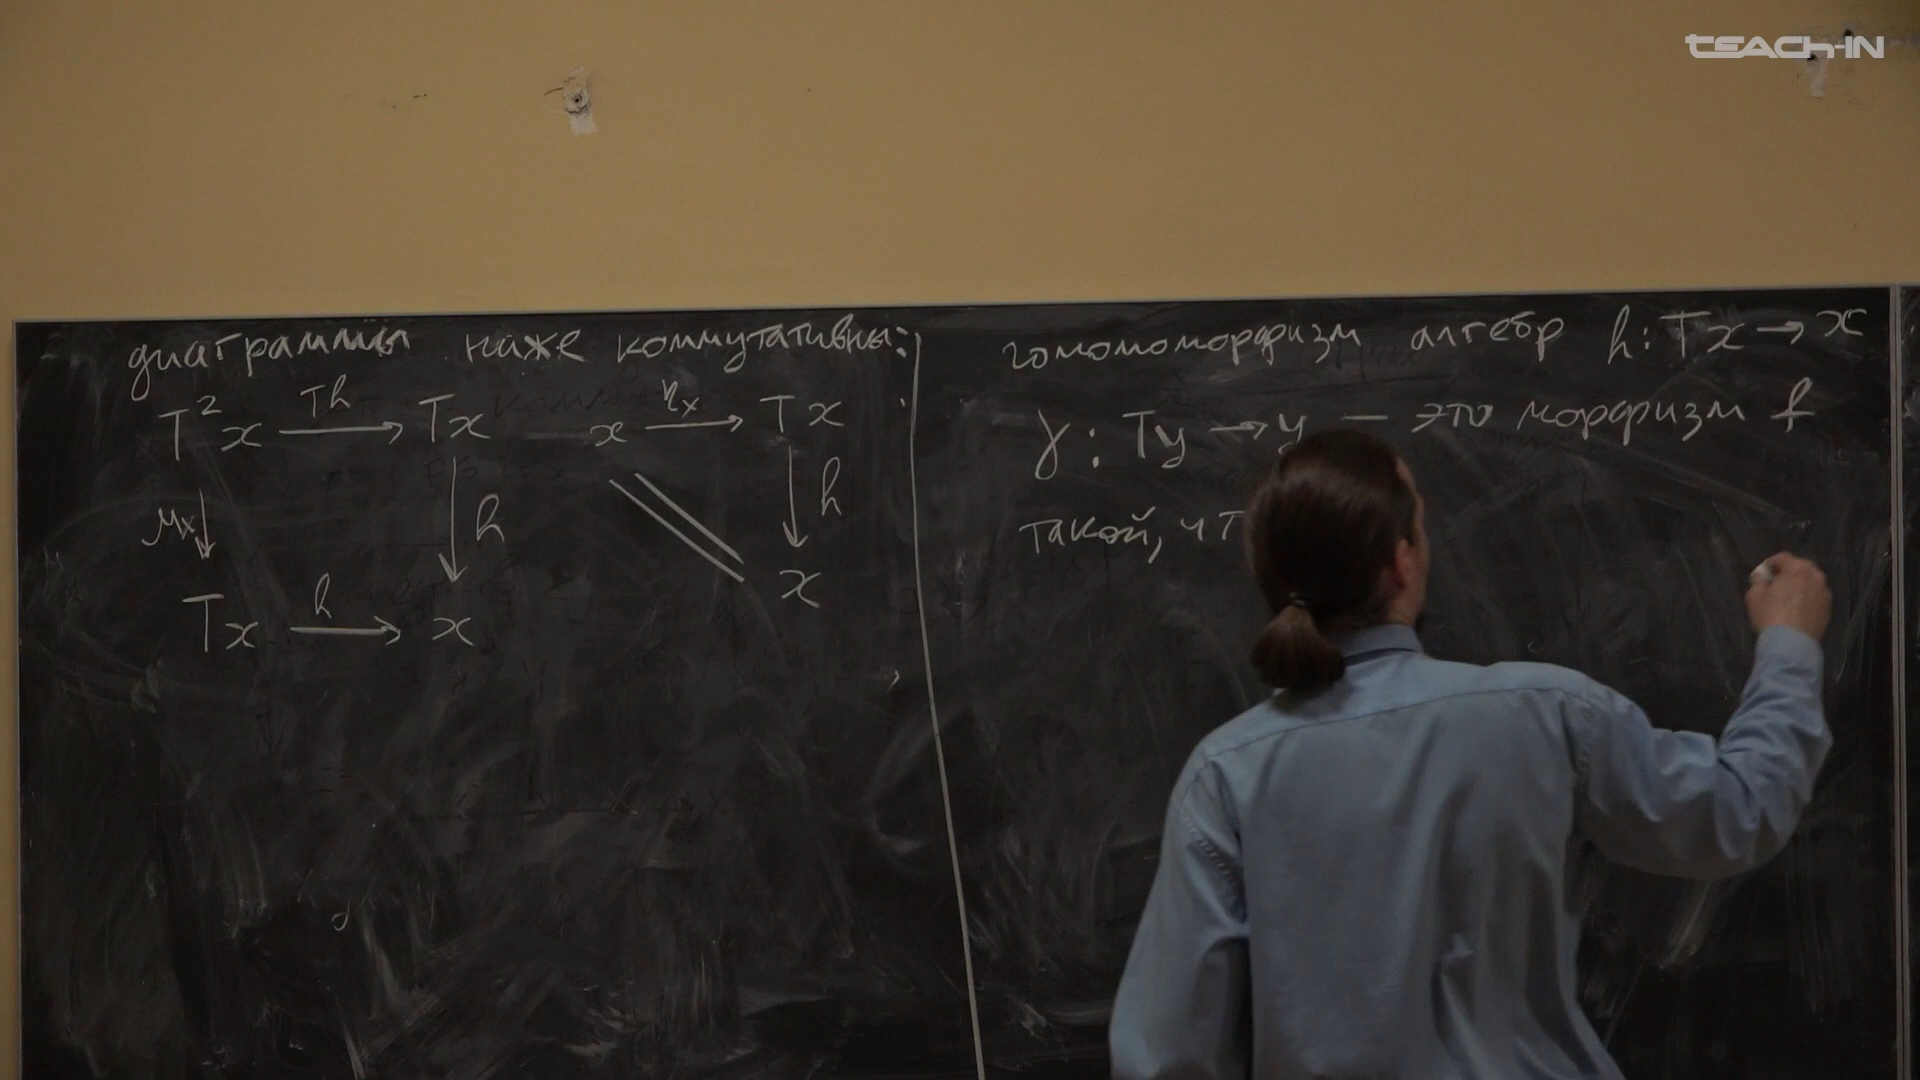 диаграммы ниже коммутативны:
T²x Th Tx x ηx Tx
μx h h
Tx h x x
гомоморфизм алгебр h: Tx → x
γ: Ty → y — это морфизм f
такой, чт
TEACH-IN